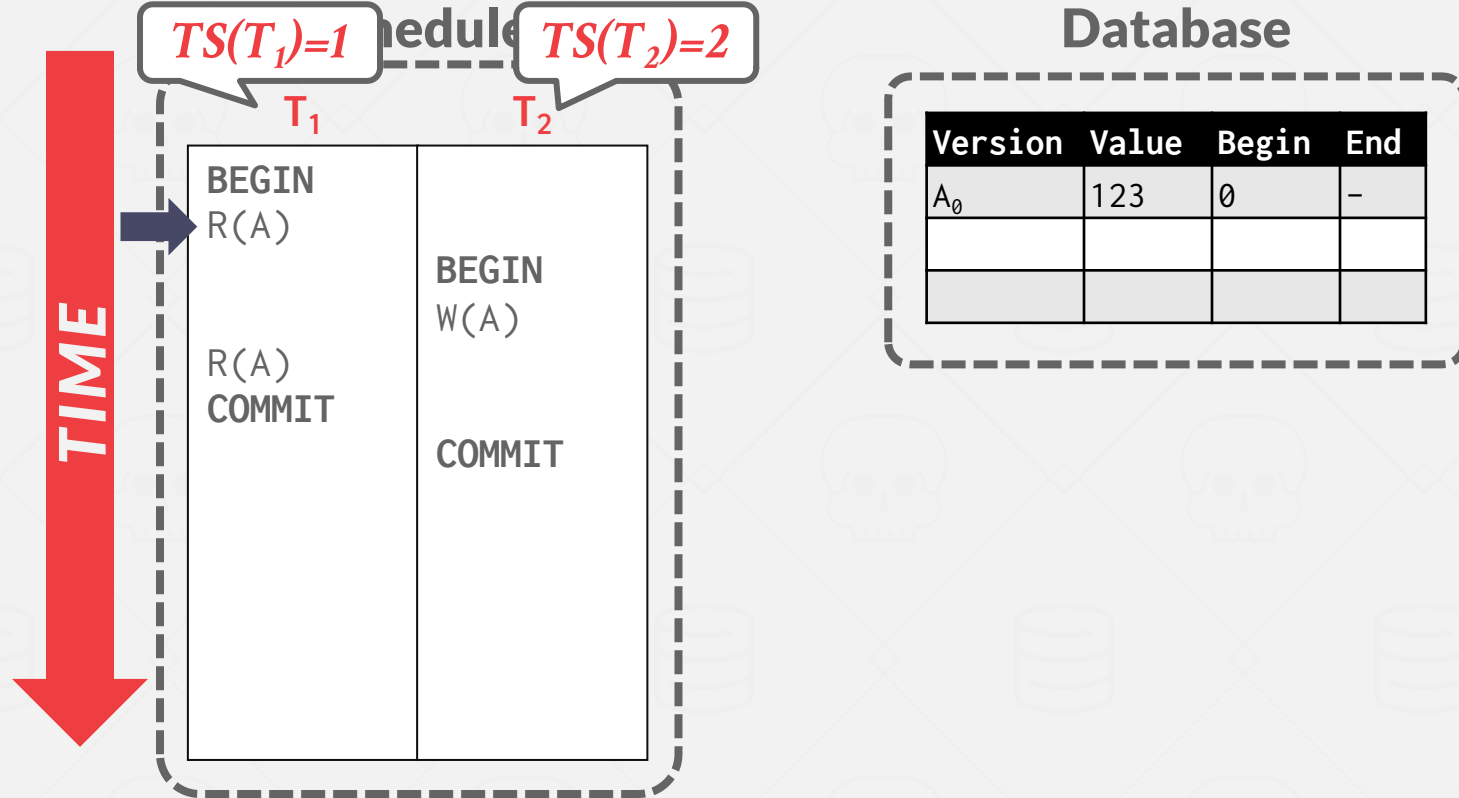 TS(T₁)=1
hedule
TS(T₂)=2
Database
T₁
T₂
Version Value Begin End
A₀ 123 0 –
BEGIN
R(A)
BEGIN
W(A)
R(A)
COMMIT
COMMIT
TIME